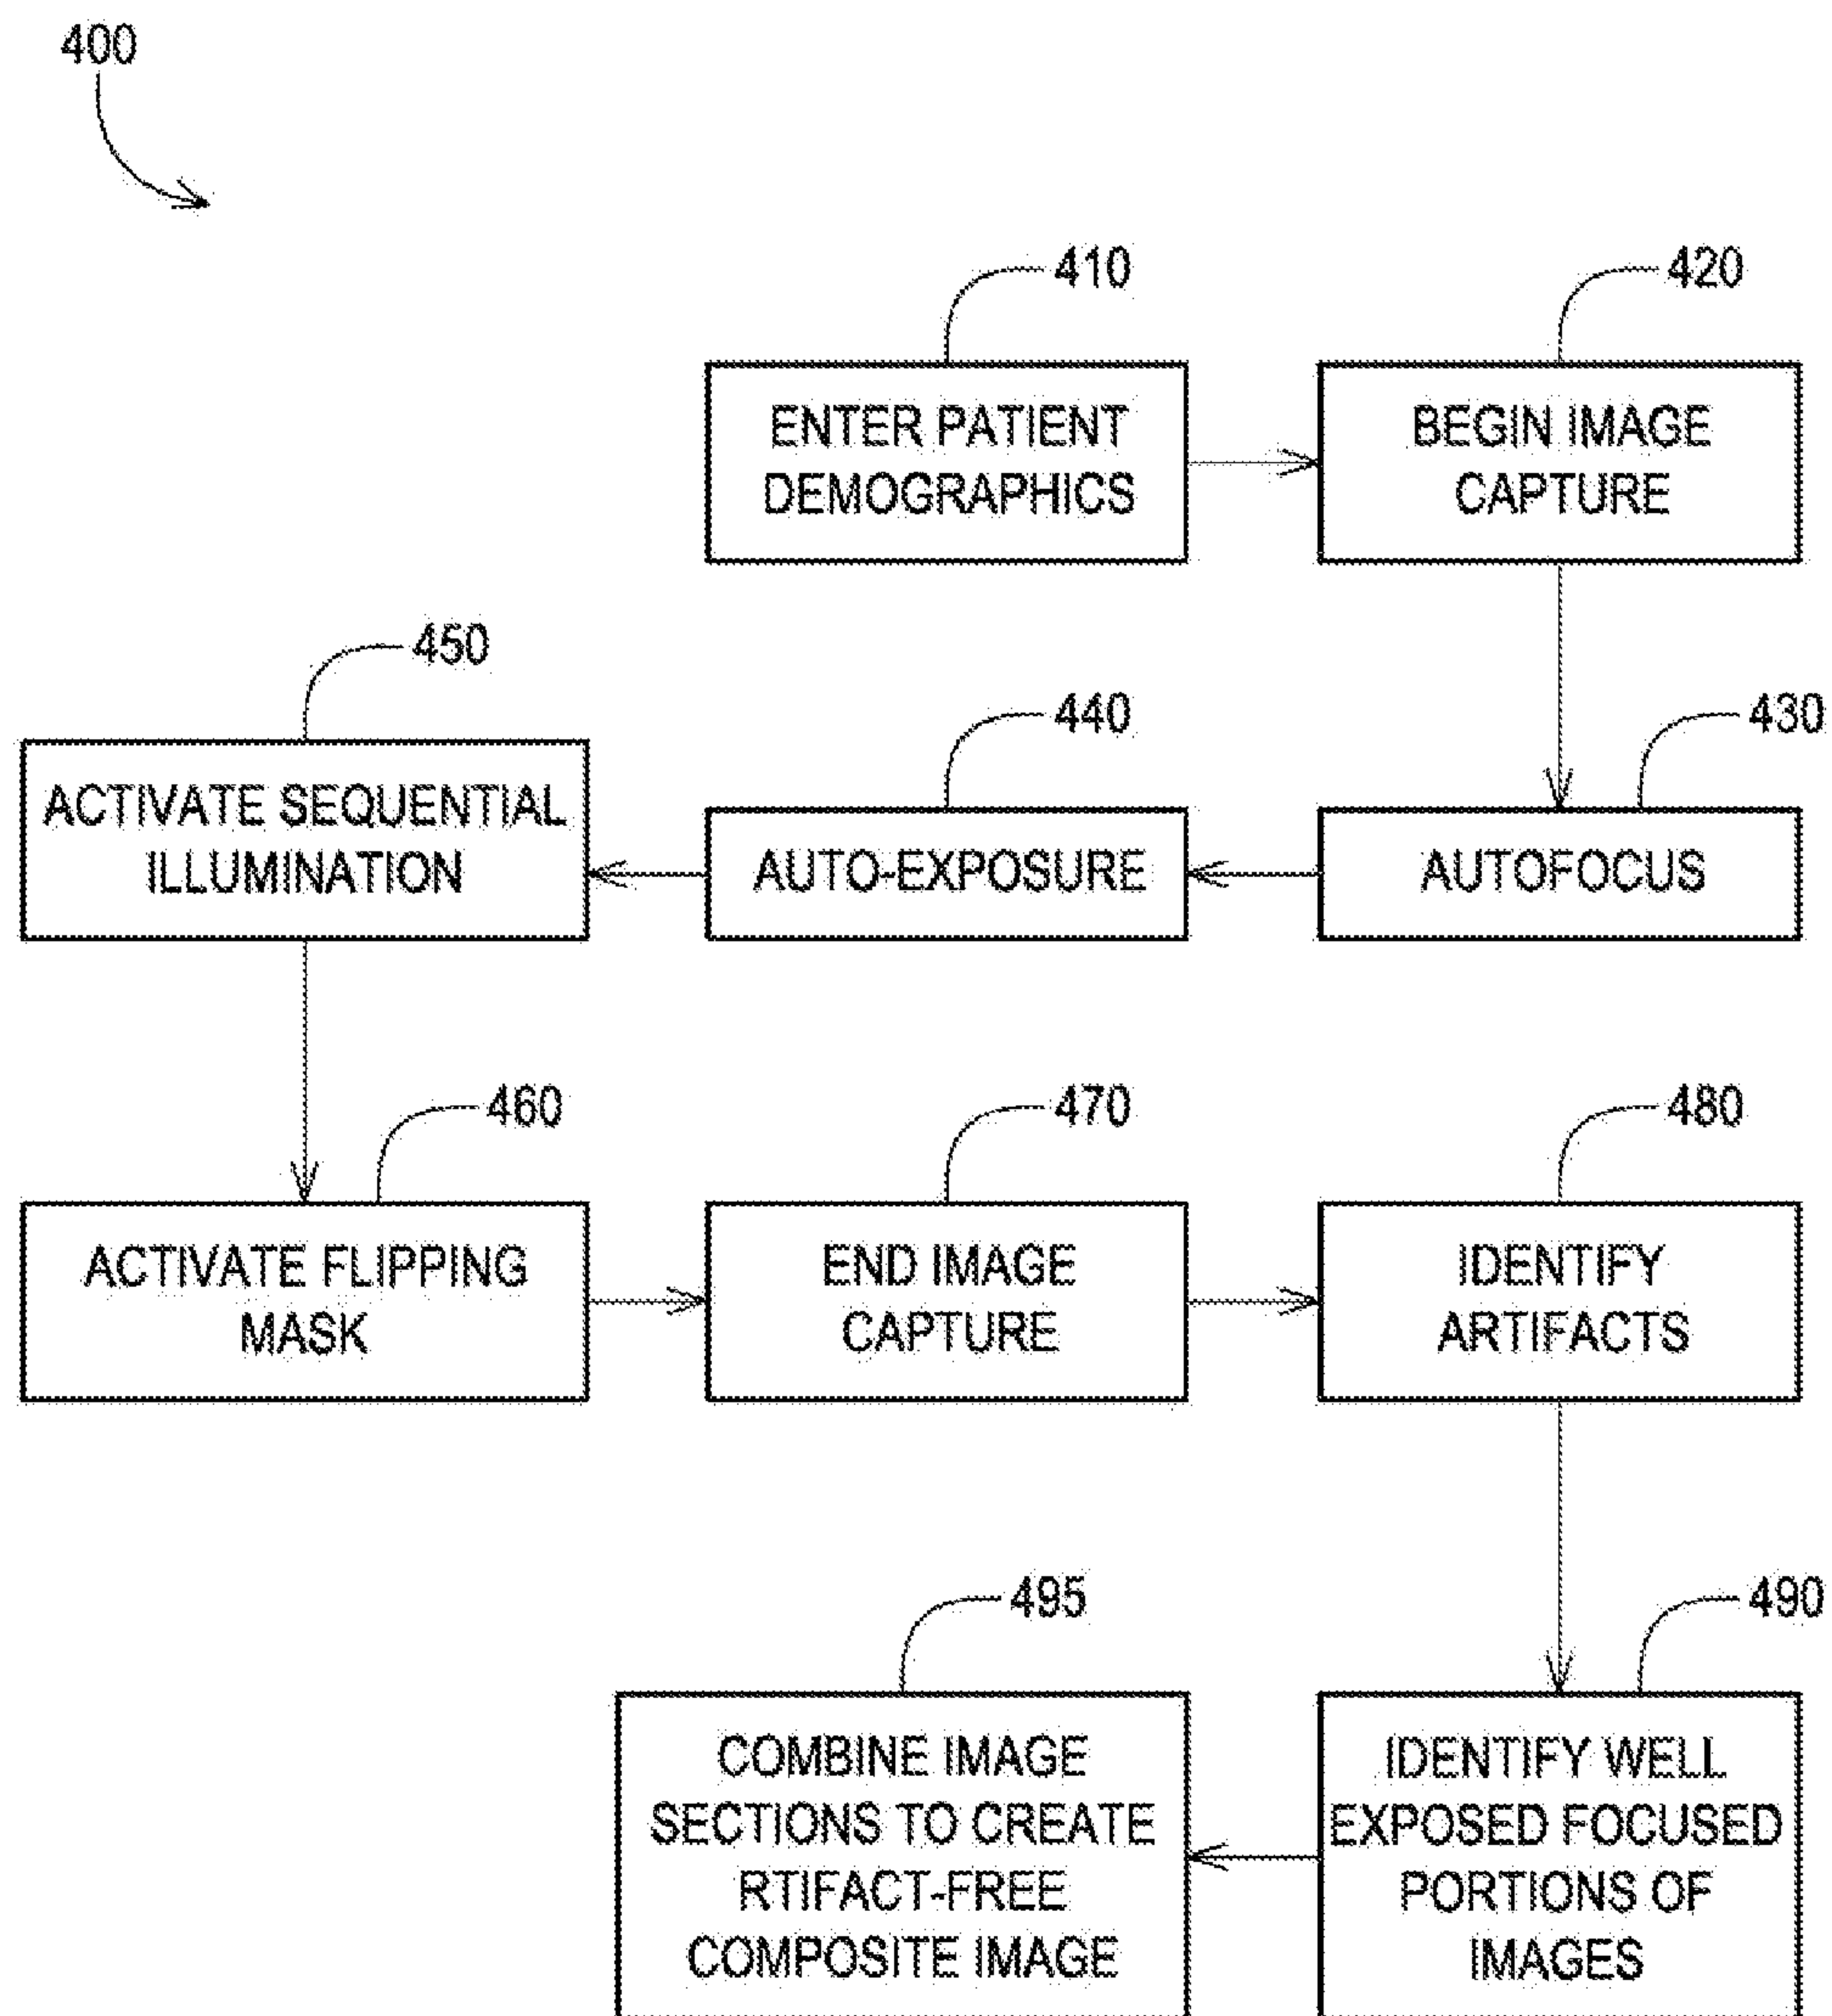 400
410
ENTER PATIENT
DEMOGRAPHICS
420
BEGIN IMAGE
CAPTURE
430
AUTOFOCUS
440
AUTO-EXPOSURE
450
ACTIVATE SEQUENTIAL
ILLUMINATION
460
ACTIVATE FLIPPING
MASK
470
END IMAGE
CAPTURE
480
IDENTIFY
ARTIFACTS
490
IDENTIFY WELL
EXPOSED FOCUSED
PORTIONS OF
IMAGES
495
COMBINE IMAGE
SECTIONS TO CREATE
RTIFACT-FREE
COMPOSITE IMAGE